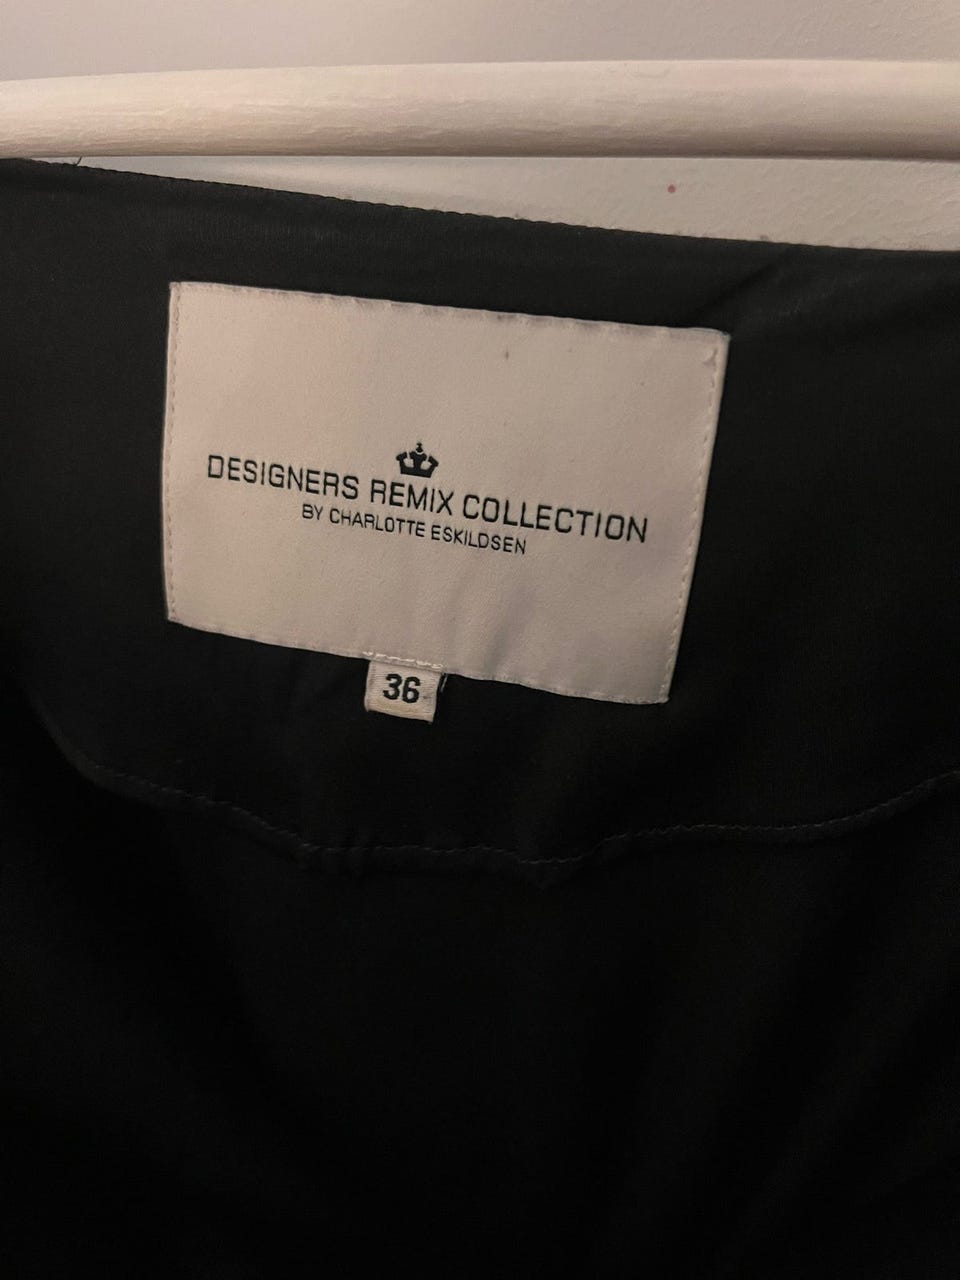 DESIGNERS REMIX COLLECTION
BY CHARLOTTE ESKILDSEN
36